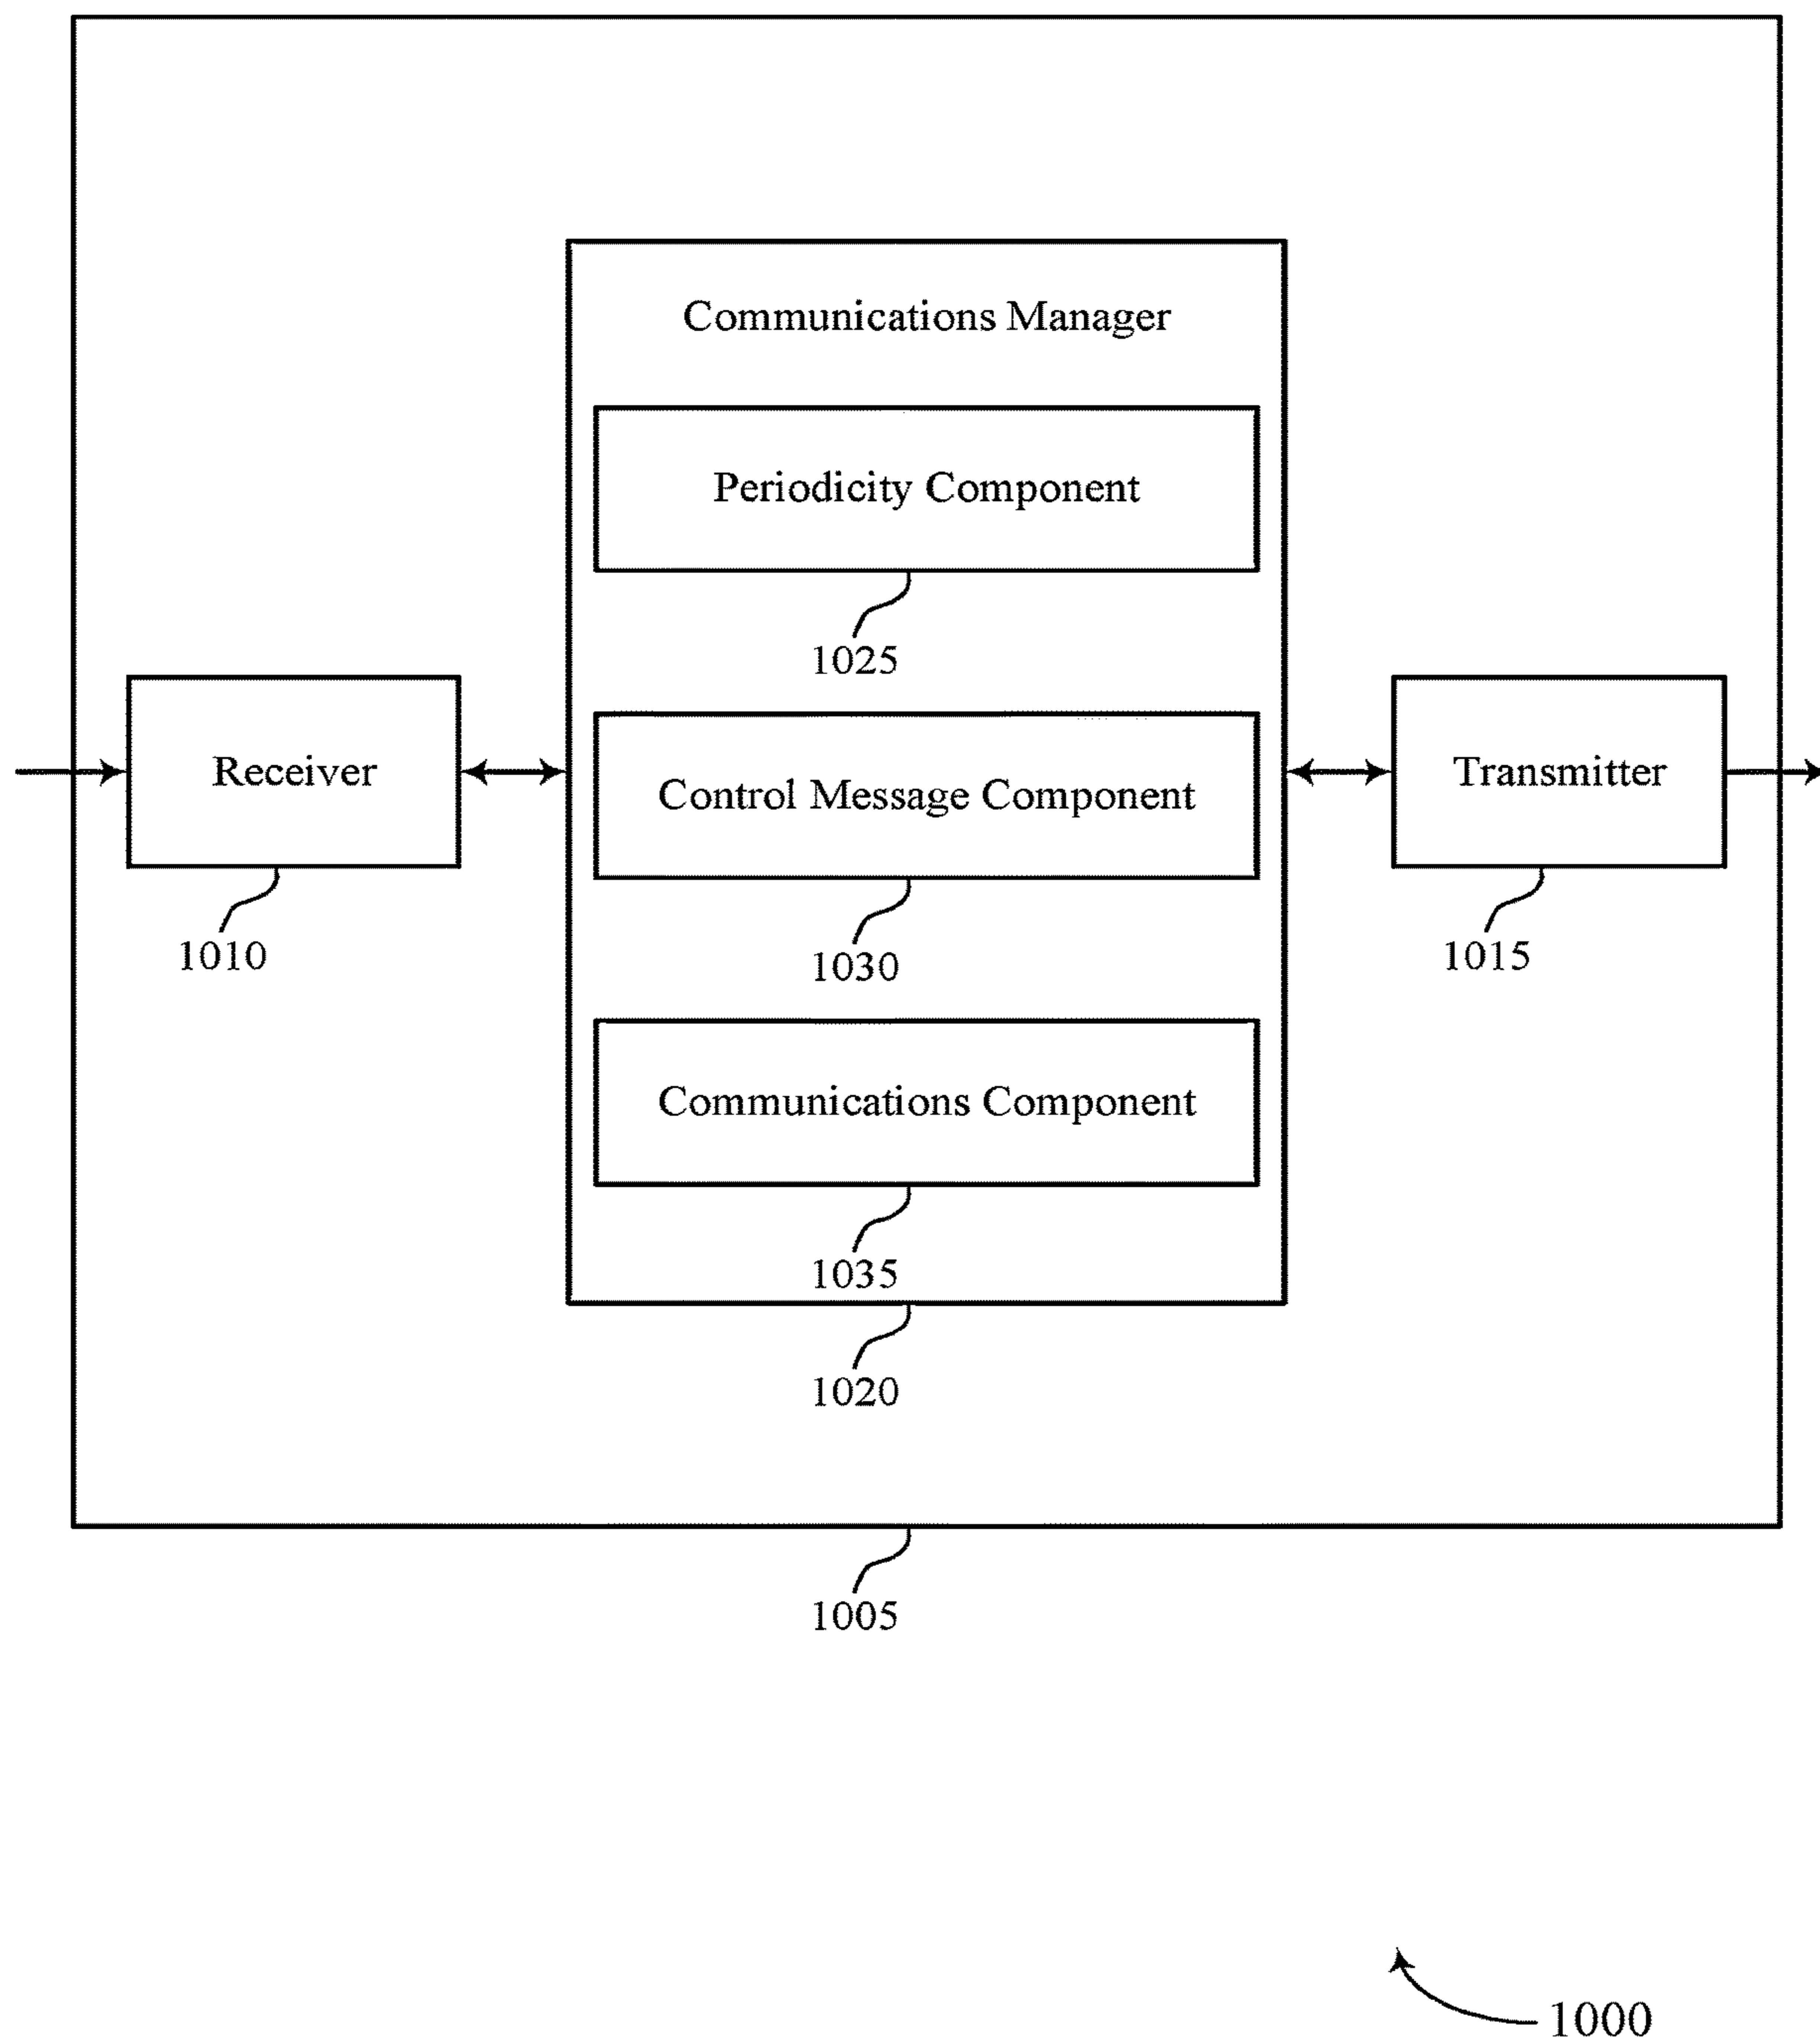 Communications Manager
Periodicity Component
1025
Receiver
Control Message Component
Transmitter
1010
1030
1015
Communications Component
1035
1020
1005
1000